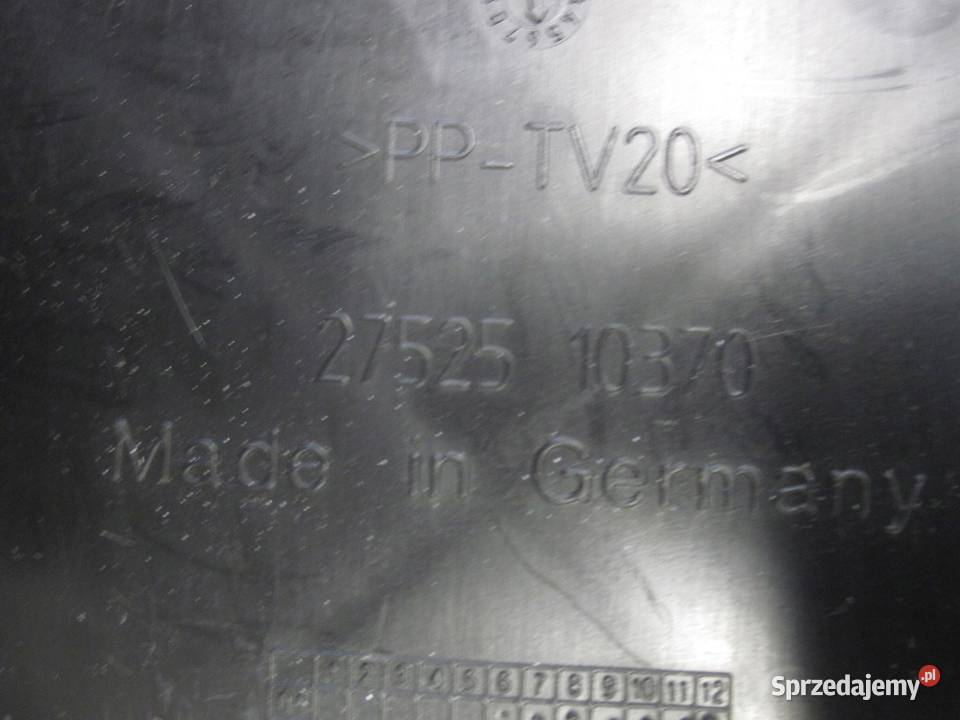 >PP-TV20<
27525 10370
Made in Germany
1 2 3 4 5 6 7 8 9 10 11 12
Sprzedajemy.pl